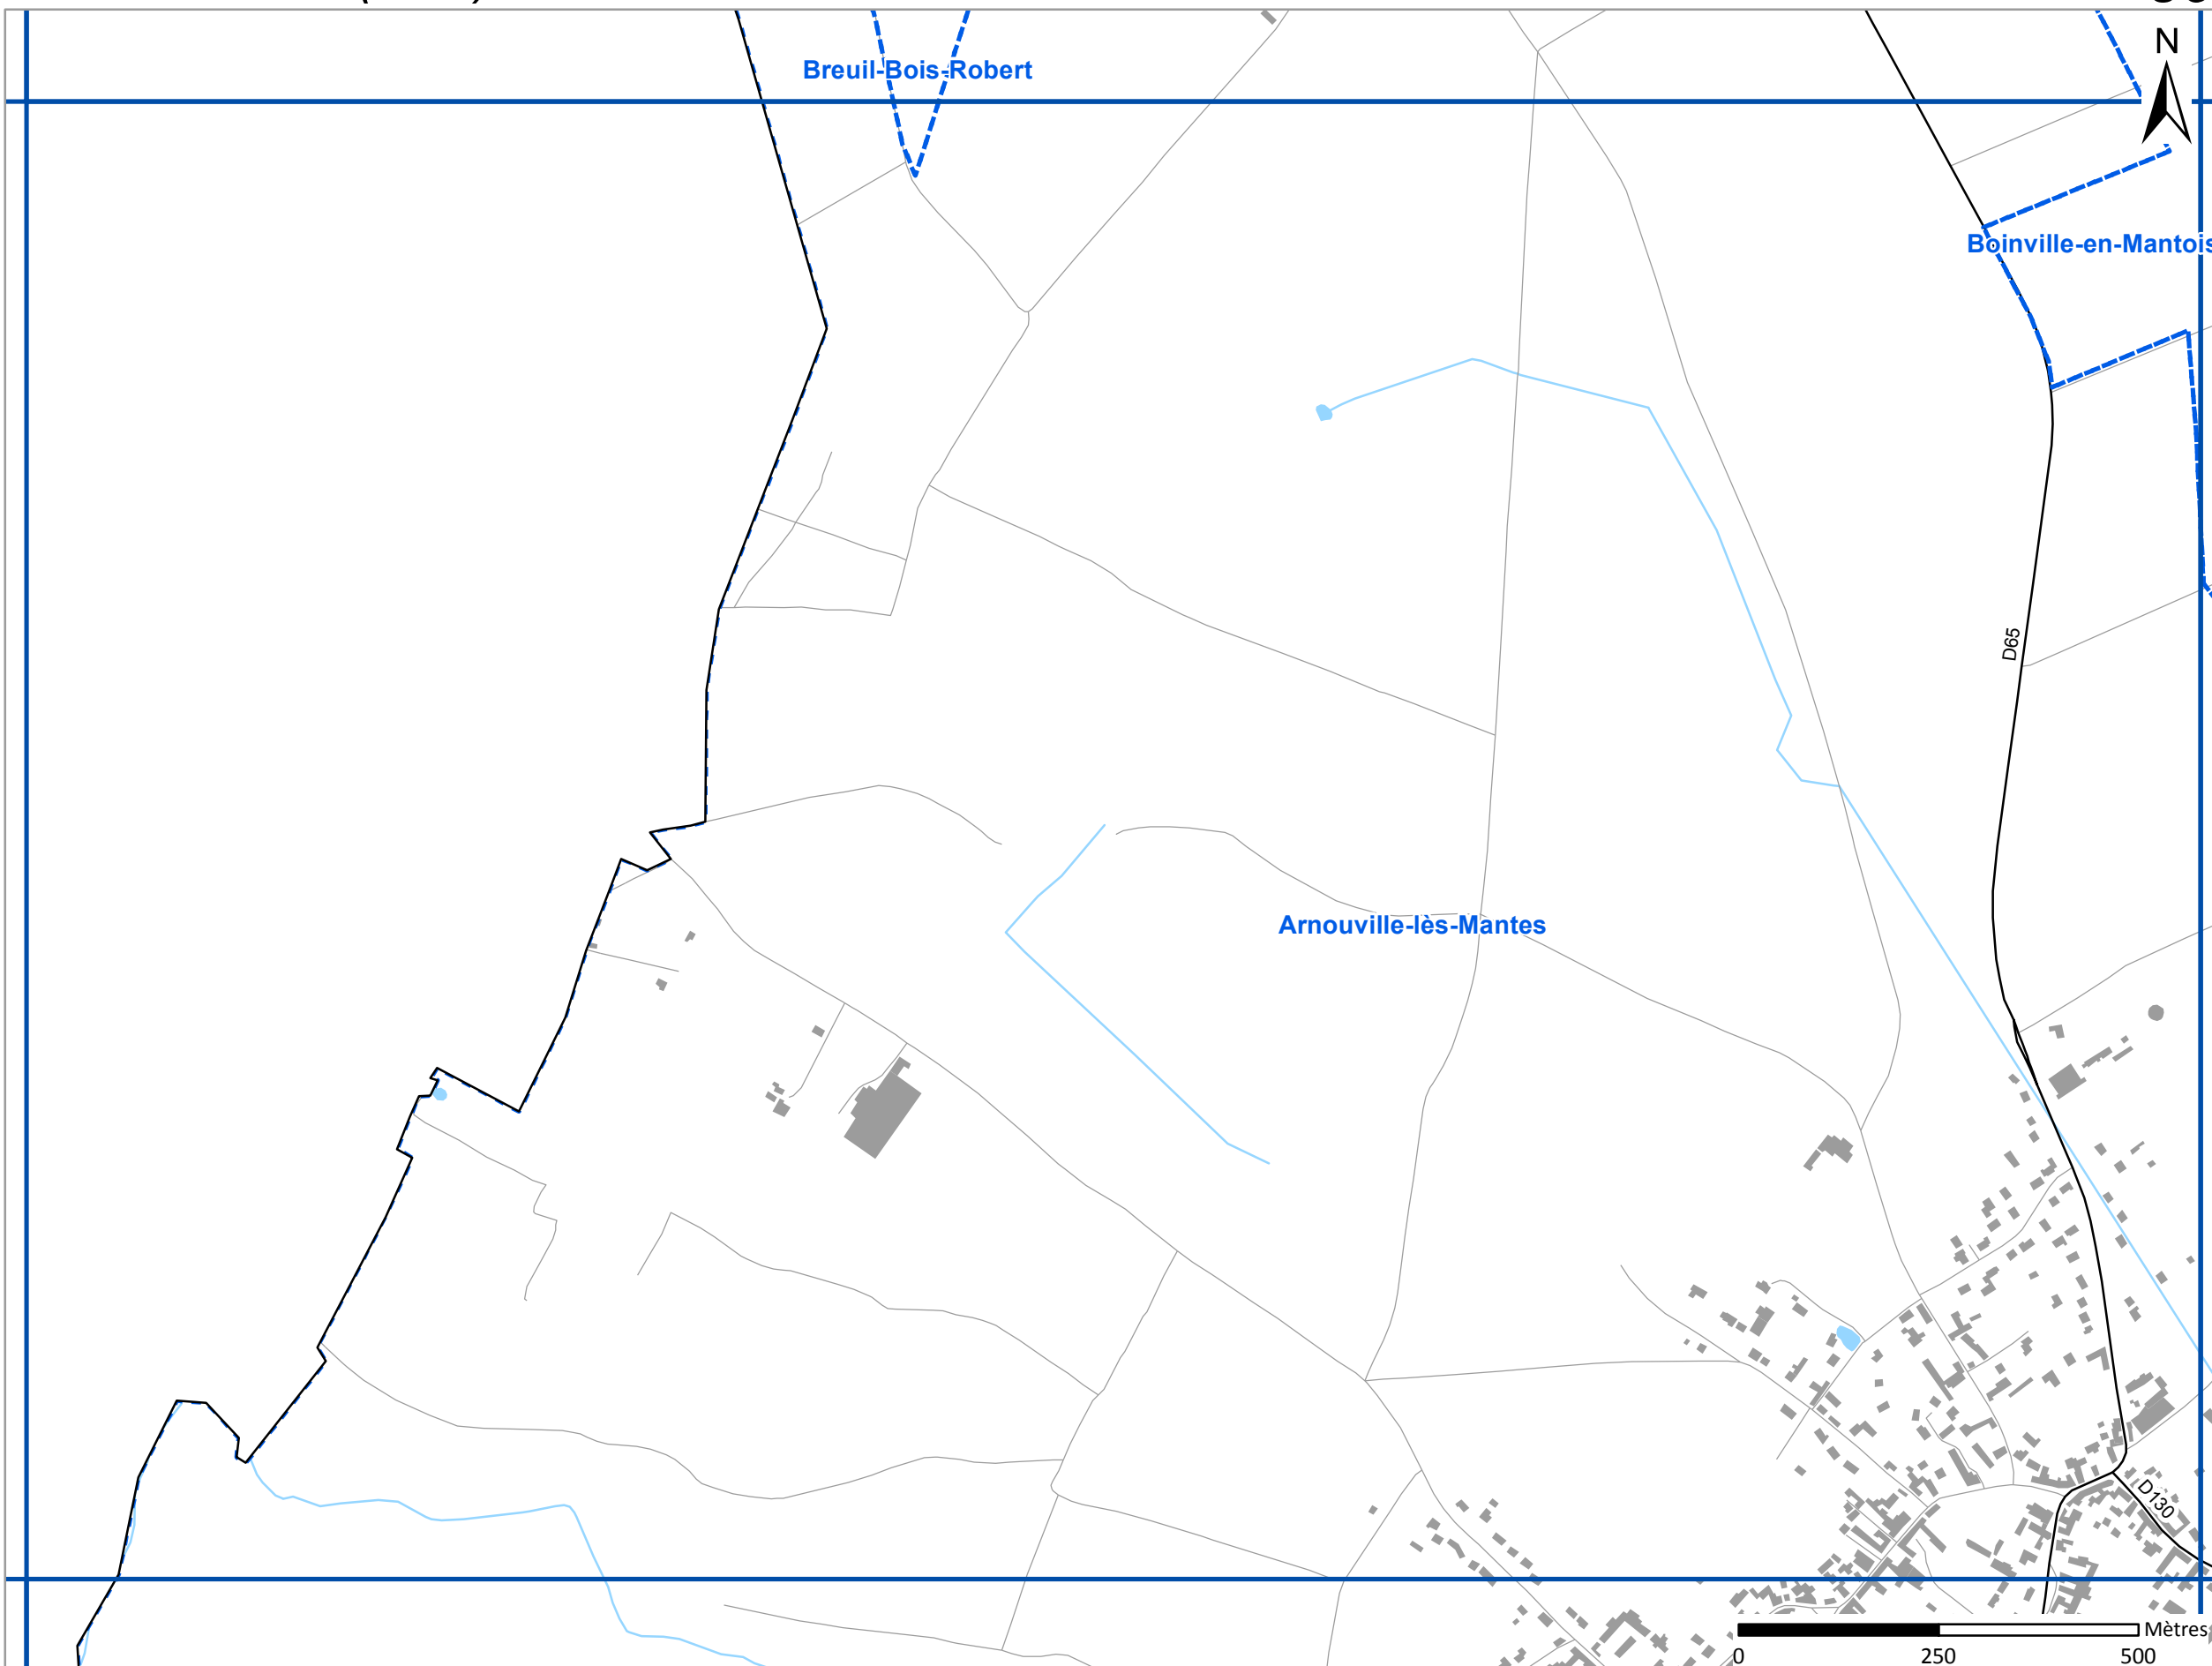 N
Breuil-Bois-Robert
Boinville-en-Mantois
D65
Arnouville-lès-Mantes
D130
Mètres
0 250 500